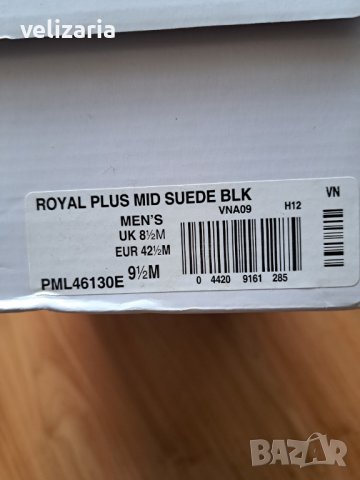 velizaria
ROYAL PLUS MID SUEDE BLK
MEN'S VNA09 H12 VN
UK 8½M
EUR 42½M
PML46130E 9½M 0 4420 9161 285
BAZAR